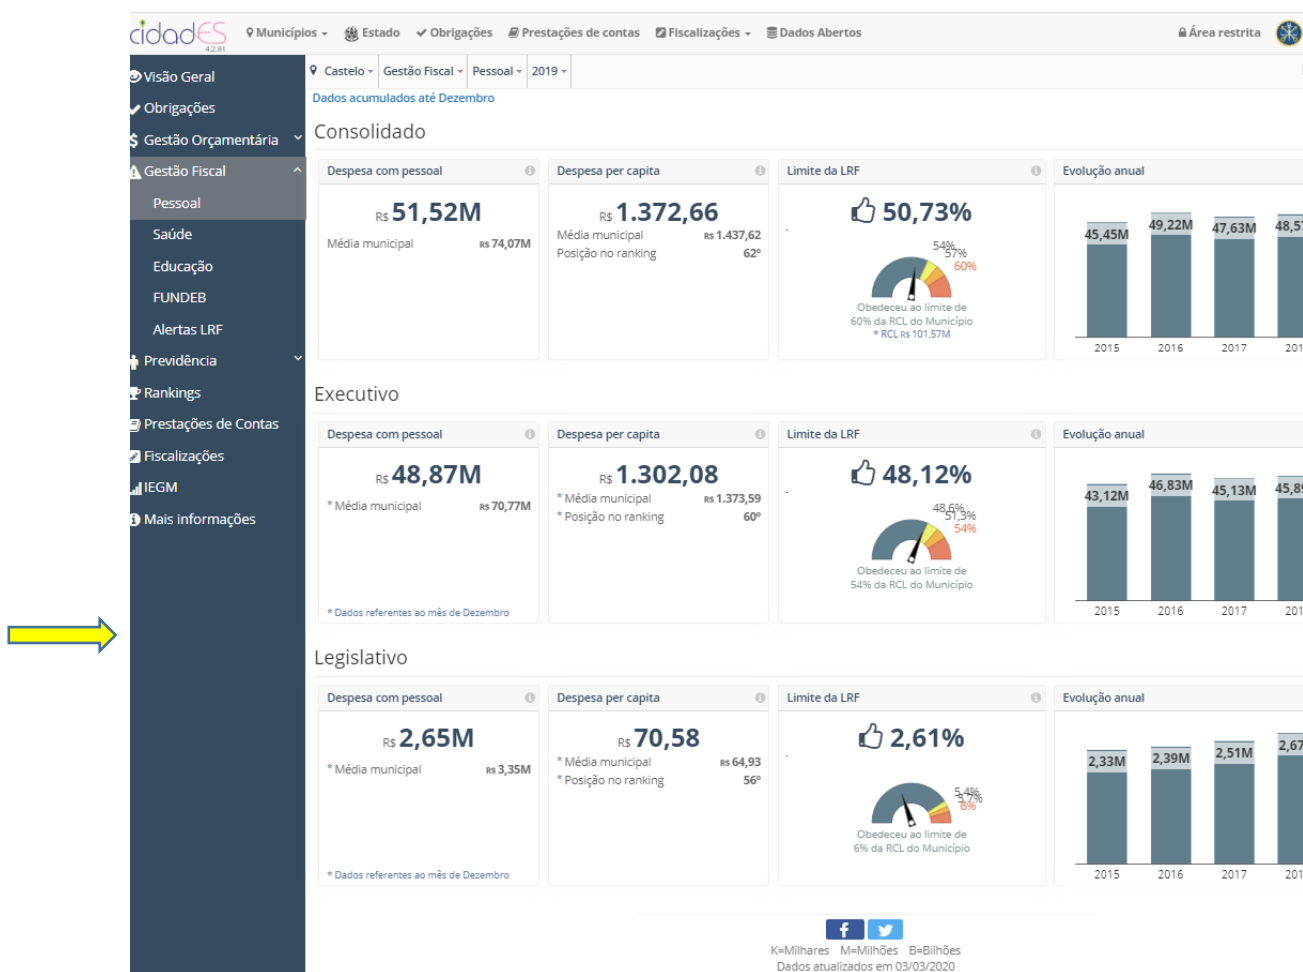 cidadES
4.2.81
Municípios
Estado
Obrigações
Prestações de contas
Fiscalizações
Dados Abertos
Área restrita
Visão Geral
Obrigações
Gestão Orçamentária
Gestão Fiscal
Pessoal
Saúde
Educação
FUNDEB
Alertas LRF
Previdência
Rankings
Prestações de Contas
Fiscalizações
IEGM
Mais informações
Castelo
Gestão Fiscal
Pessoal
2019
Dados acumulados até Dezembro
Consolidado
Despesa com pessoal
R$ 51,52M
Média municipal R$ 74,07M
Despesa per capita
R$ 1.372,66
Média municipal R$ 1.437,62
Posição no ranking 62º
Limite da LRF
50,73%
54%
57%
60%
Obedeceu ao limite de
60% da RCL do Município
* RCL R$ 101,57M
Evolução anual
45,45M 49,22M 47,63M 48,5
2015 2016 2017 201
Executivo
Despesa com pessoal
R$ 48,87M
* Média municipal R$ 70,77M
* Dados referentes ao mês de Dezembro
Despesa per capita
R$ 1.302,08
* Média municipal R$ 1.373,59
* Posição no ranking 60º
Limite da LRF
48,12%
48,6%
51,3%
54%
Obedeceu ao limite de
54% da RCL do Município
Evolução anual
43,12M 46,83M 45,13M 45,89
2015 2016 2017 201
Legislativo
Despesa com pessoal
R$ 2,65M
* Média municipal R$ 3,35M
* Dados referentes ao mês de Dezembro
Despesa per capita
R$ 70,58
* Média municipal R$ 64,93
* Posição no ranking 56º
Limite da LRF
2,61%
5,4%
5,7%
6%
Obedeceu ao limite de
6% da RCL do Município
Evolução anual
2,33M 2,39M 2,51M 2,67
2015 2016 2017 201
K=Milhares M=Milhões B=Bilhões
Dados atualizados em 03/03/2020